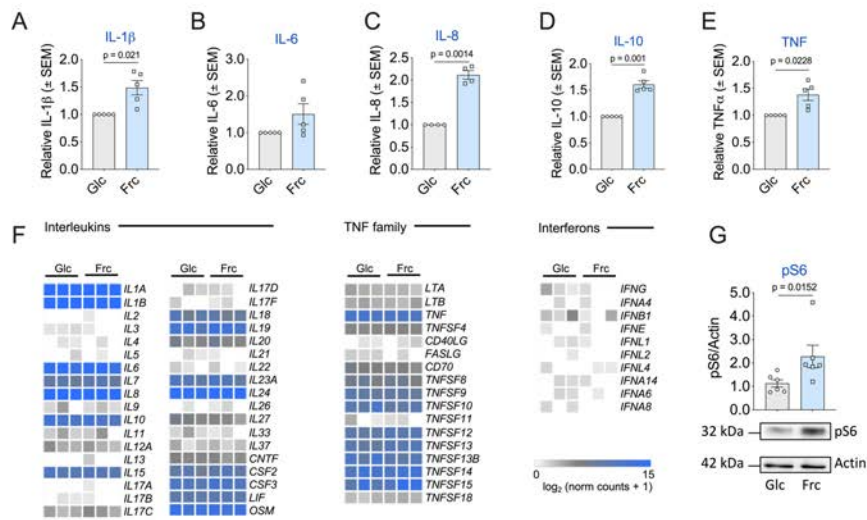 A
IL-1β
p = 0.021
Relative IL-1β (± SEM)
2.0
1.5
1.0
0.5
0.0
Glc
Frc
B
IL-6
Relative IL-6 (± SEM)
3.0
2.0
1.0
0.0
Glc
Frc
C
IL-8
p = 0.0014
Relative IL-8 (± SEM)
2.5
2.0
1.5
1.0
0.5
0.0
Glc
Frc
D
IL-10
p = 0.001
Relative IL-10 (± SEM)
2.0
1.5
1.0
0.5
0.0
Glc
Frc
E
TNF
p = 0.0228
Relative TNFα (± SEM)
2.0
1.5
1.0
0.5
0.0
Glc
Frc
F
Interleukins
Glc Frc
IL1A
IL1B
IL2
IL3
IL4
IL5
IL6
IL7
IL8
IL9
IL10
IL11
IL12A
IL13
IL15
IL17A
IL17B
IL17C
Glc Frc
IL17D
IL17F
IL18
IL19
IL20
IL21
IL22
IL23A
IL24
IL26
IL27
IL33
IL37
CNTF
CSF2
CSF3
LIF
OSM
TNF family
Glc Frc
LTA
LTB
TNF
TNFSF4
CD40LG
FASLG
CD70
TNFSF8
TNFSF9
TNFSF10
TNFSF11
TNFSF12
TNFSF13
TNFSF13B
TNFSF14
TNFSF15
TNFSF18
Interferons
Glc Frc
IFNG
IFNA4
IFNB1
IFNE
IFNL1
IFNL2
IFNL4
IFNA14
IFNA6
IFNA8
0 15
log2 (norm counts + 1)
G
pS6
p = 0.0152
pS6/Actin
5.0
4.0
3.0
2.0
1.0
0.0
32 kDa pS6
42 kDa Actin
Glc Frc